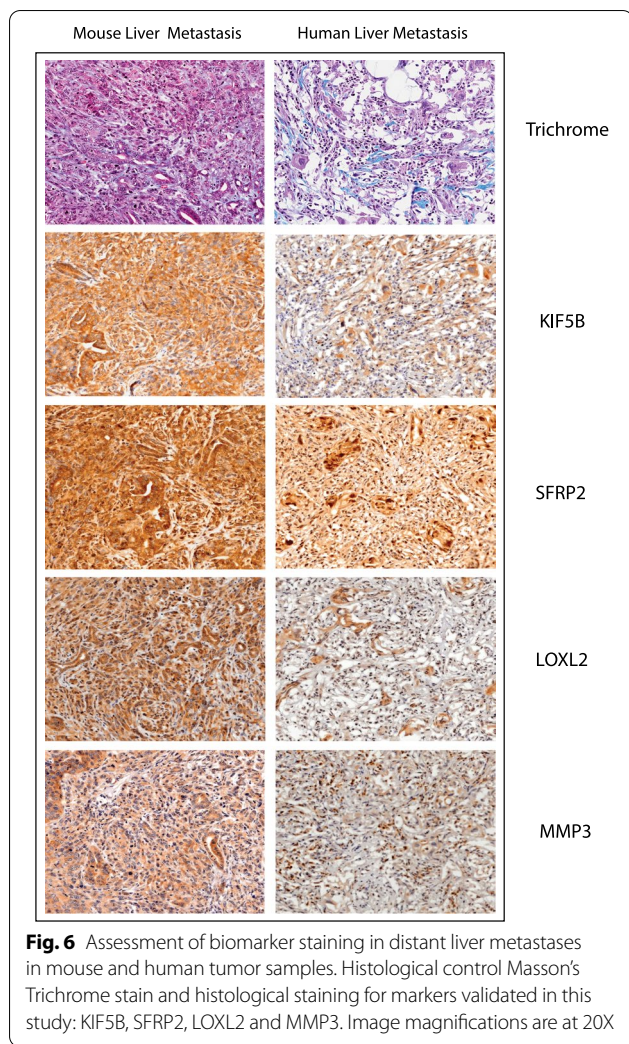 Mouse Liver Metastasis
Human Liver Metastasis
Trichrome
KIF5B
SFRP2
LOXL2
MMP3
Fig. 6 Assessment of biomarker staining in distant liver metastases
in mouse and human tumor samples. Histological control Masson's
Trichrome stain and histological staining for markers validated in this
study: KIF5B, SFRP2, LOXL2 and MMP3. Image magnifications are at 20X